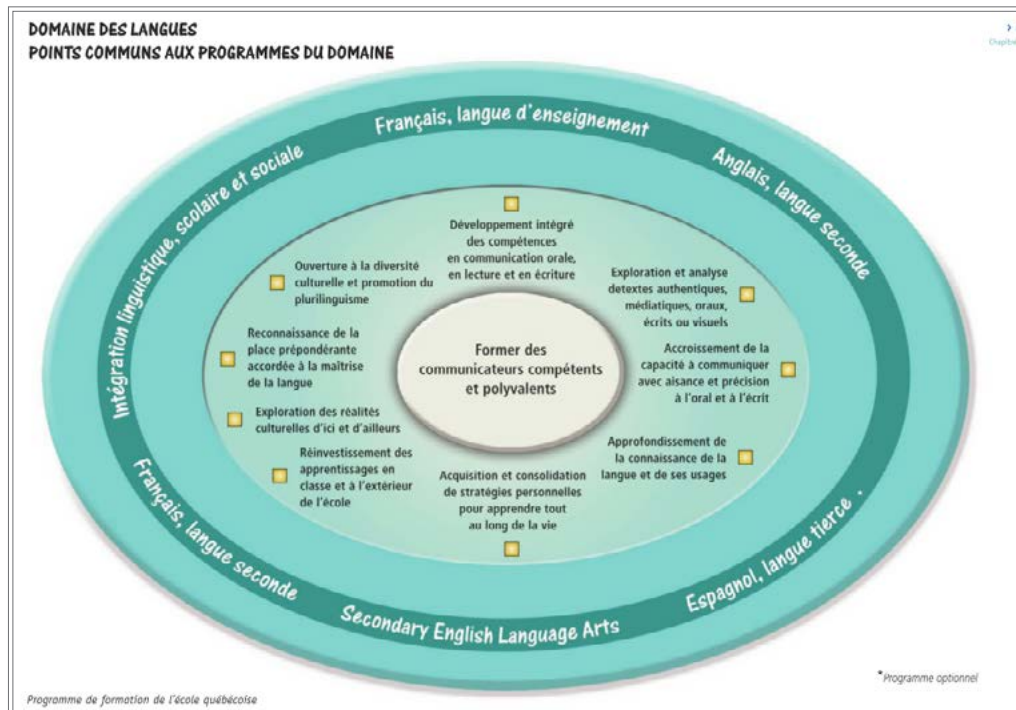 DOMAINE DES LANGUES
POINTS COMMUNS AUX PROGRAMMES DU DOMAINE
>
Chapitre
Français, langue d'enseignement
Anglais, langue seconde
Espagnol, langue tierce .
Secondary English Language Arts
Français, langue seconde
Intégration linguistique, scolaire et sociale
Développement intégré
des compétences
en communication orale,
en lecture et en écriture
Exploration et analyse
detextes authentiques,
médiatiques, oraux,
écrits ou visuels
Accroissement de la
capacité à communiquer
avec aisance et précision
à l'oral et à l'écrit
Approfondissement de
la connaissance de la
langue et de ses usages
Acquisition et consolidation
de stratégies personnelles
pour apprendre tout
au long de la vie
Réinvestissement des
apprentissages en
classe et à l'extérieur
de l'école
Exploration des réalités
culturelles d'ici et d'ailleurs
Reconnaissance de la
place prépondérante
accordée à la maîtrise
de la langue
Ouverture à la diversité
culturelle et promotion du
plurilinguisme
Former des
communicateurs compétents
et polyvalents
*Programme optionnel
Programme de formation de l'école québécoise